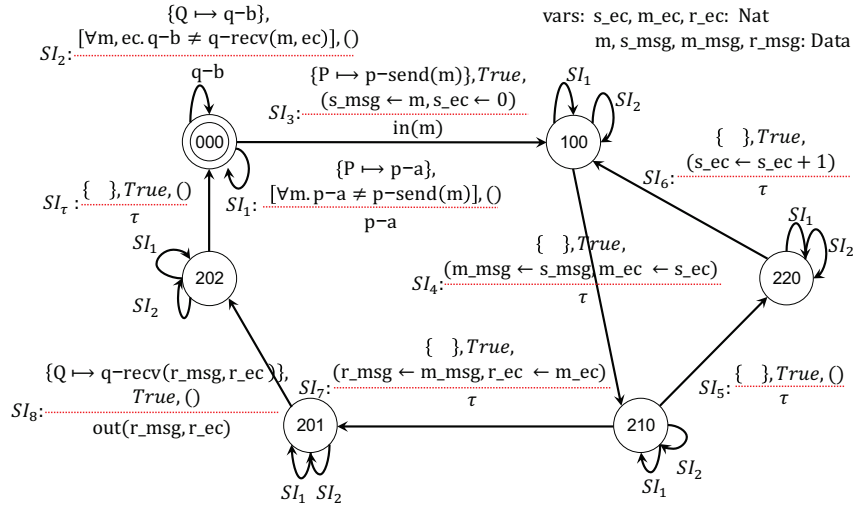 {Q ↦ q−b},
[∀m, ec. q−b ≠ q−recv(m, ec)], ()
SI₂:
q−b
vars: s_ec, m_ec, r_ec: Nat
m, s_msg, m_msg, r_msg: Data
{P ↦ p−send(m)}, True,
SI₃: (s_msg ← m, s_ec ← 0)
in(m)
SI₁
SI₂
000
100
{P ↦ p−a},
SI₁: [∀m. p−a ≠ p−send(m)], ()
p−a
{ }, True,
SI₆: (s_ec ← s_ec + 1)
τ
SI_τ: { }, True, ()
τ
SI₁
SI₂
202
{ }, True,
SI₄: (m_msg ← s_msg, m_ec ← s_ec)
τ
SI₁
SI₂
220
{Q ↦ q−recv(r_msg, r_ec)},
SI₈: True, ()
out(r_msg, r_ec)
{ }, True,
SI₇: (r_msg ← m_msg, r_ec ← m_ec)
τ
SI₅: { }, True, ()
τ
201
210
SI₁ SI₂
SI₁
SI₂